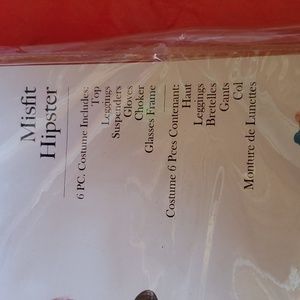 Misfit
Hipster
6 PC. Costume Includes:
Top
Leggings
Suspenders
Gloves
Choker
Glasses Frame
Costume 6 Pces Contenant:
Haut
Leggings
Bretelles
Gants
Col
Monture de Lunettes